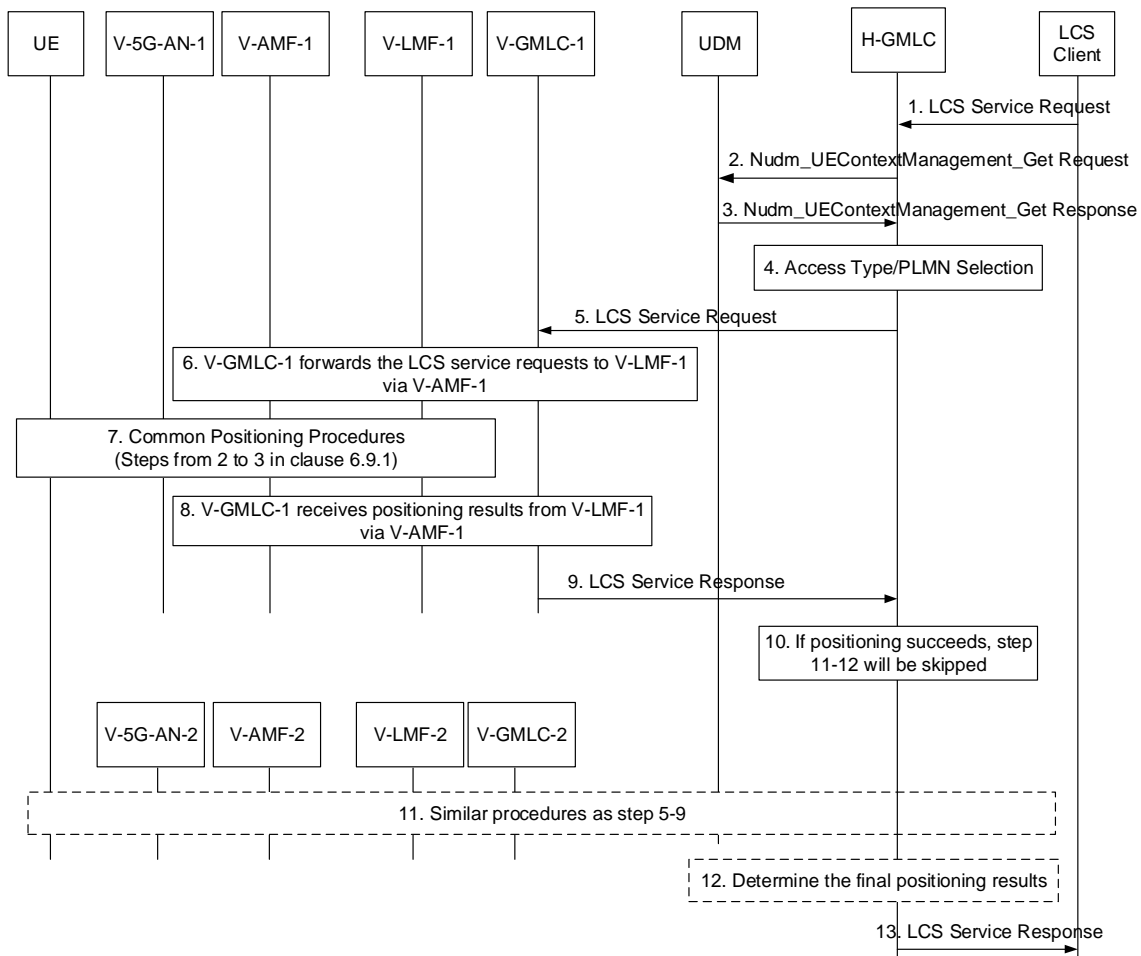 UE
V-5G-AN-1
V-AMF-1
V-LMF-1
V-GMLC-1
UDM
H-GMLC
LCS
Client
1. LCS Service Request
2. Nudm_UEContextManagement_Get Request
3. Nudm_UEContextManagement_Get Response
4. Access Type/PLMN Selection
5. LCS Service Request
6. V-GMLC-1 forwards the LCS service requests to V-LMF-1
via V-AMF-1
7. Common Positioning Procedures
(Steps from 2 to 3 in clause 6.9.1)
8. V-GMLC-1 receives positioning results from V-LMF-1
via V-AMF-1
9. LCS Service Response
10. If positioning succeeds, step
11-12 will be skipped
V-5G-AN-2
V-AMF-2
V-LMF-2
V-GMLC-2
11. Similar procedures as step 5-9
12. Determine the final positioning results
13. LCS Service Response